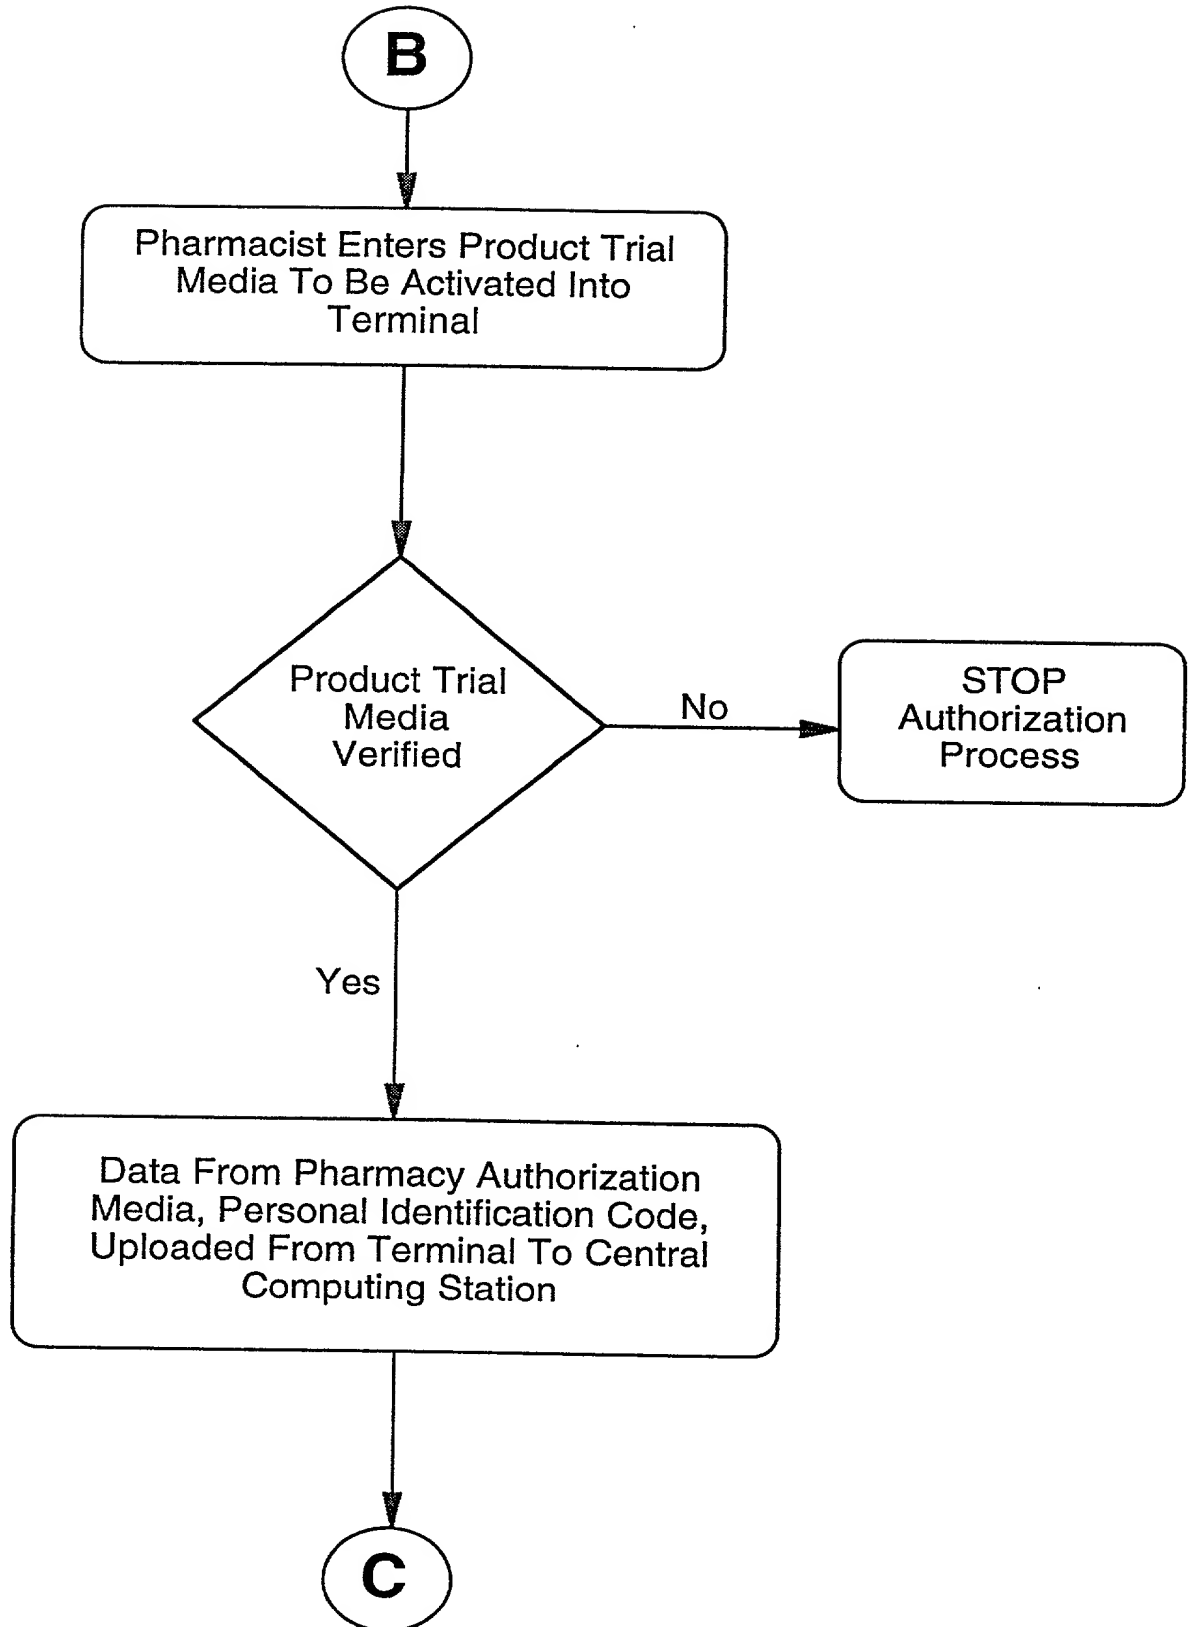 B
Pharmacist Enters Product Trial
Media To Be Activated Into
Terminal
Product Trial
Media
Verified
No
STOP
Authorization
Process
Yes
Data From Pharmacy Authorization
Media, Personal Identification Code,
Uploaded From Terminal To Central
Computing Station
C